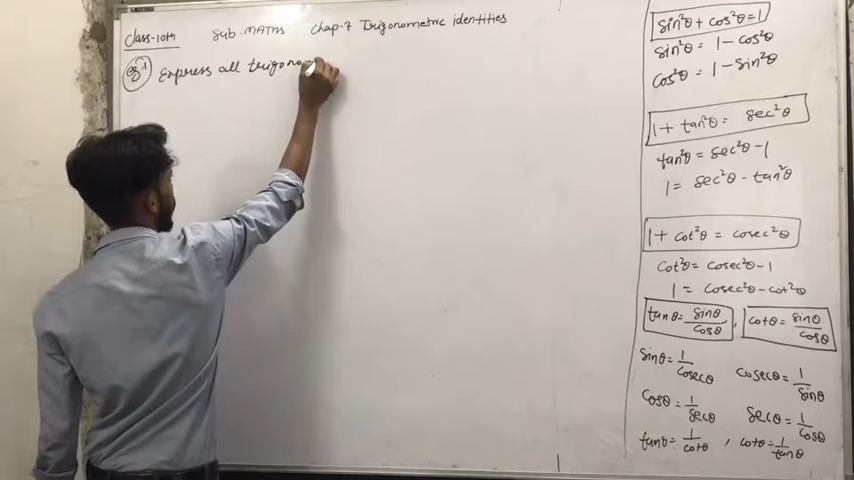 Class-10th Sub.MATHS Chap-7 Trigonometric identities
Express all trigono
sin²θ + cos²θ = 1
sin²θ = 1 - cos²θ
cos²θ = 1 - sin²θ
1 + tan²θ = sec²θ
tan²θ = sec²θ - 1
1 = sec²θ - tan²θ
1 + cot²θ = cosec²θ
cot²θ = cosec²θ - 1
1 = cosec²θ - cot²θ
tanθ = sinθ/cosθ , cotθ = sinθ/cosθ
sinθ = 1/cosecθ cosecθ = 1/sinθ
cosθ = 1/secθ secθ = 1/cosθ
tanθ = 1/cotθ , cotθ = 1/tanθ